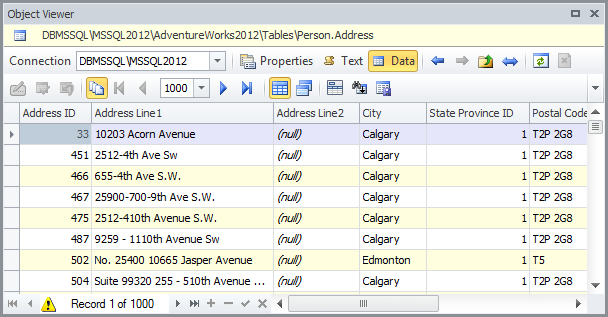 Object Viewer
DBMSSQL\MSSQL2012\AdventureWorks2012\Tables\Person.Address
Connection DBMSSQL\MSSQL2012 Properties Text Data
1000
Address ID Address Line1 Address Line2 City State Province ID Postal Code
33 10203 Acorn Avenue (null) Calgary 1 T2P 2G8
451 2512-4th Ave Sw (null) Calgary 1 T2P 2G8
466 655-4th Ave S.W. (null) Calgary 1 T2P 2G8
467 25900-700-9th Ave S.W. (null) Calgary 1 T2P 2G8
475 2512-410th Avenue S.W. (null) Calgary 1 T2P 2G8
487 9259 - 1110th Avenue Sw (null) Calgary 1 T2P 2G8
502 No. 25400 10665 Jasper Avenue (null) Edmonton 1 T5
504 Suite 99320 255 - 510th Avenue ... (null) Calgary 1 T2P 2G8
Record 1 of 1000